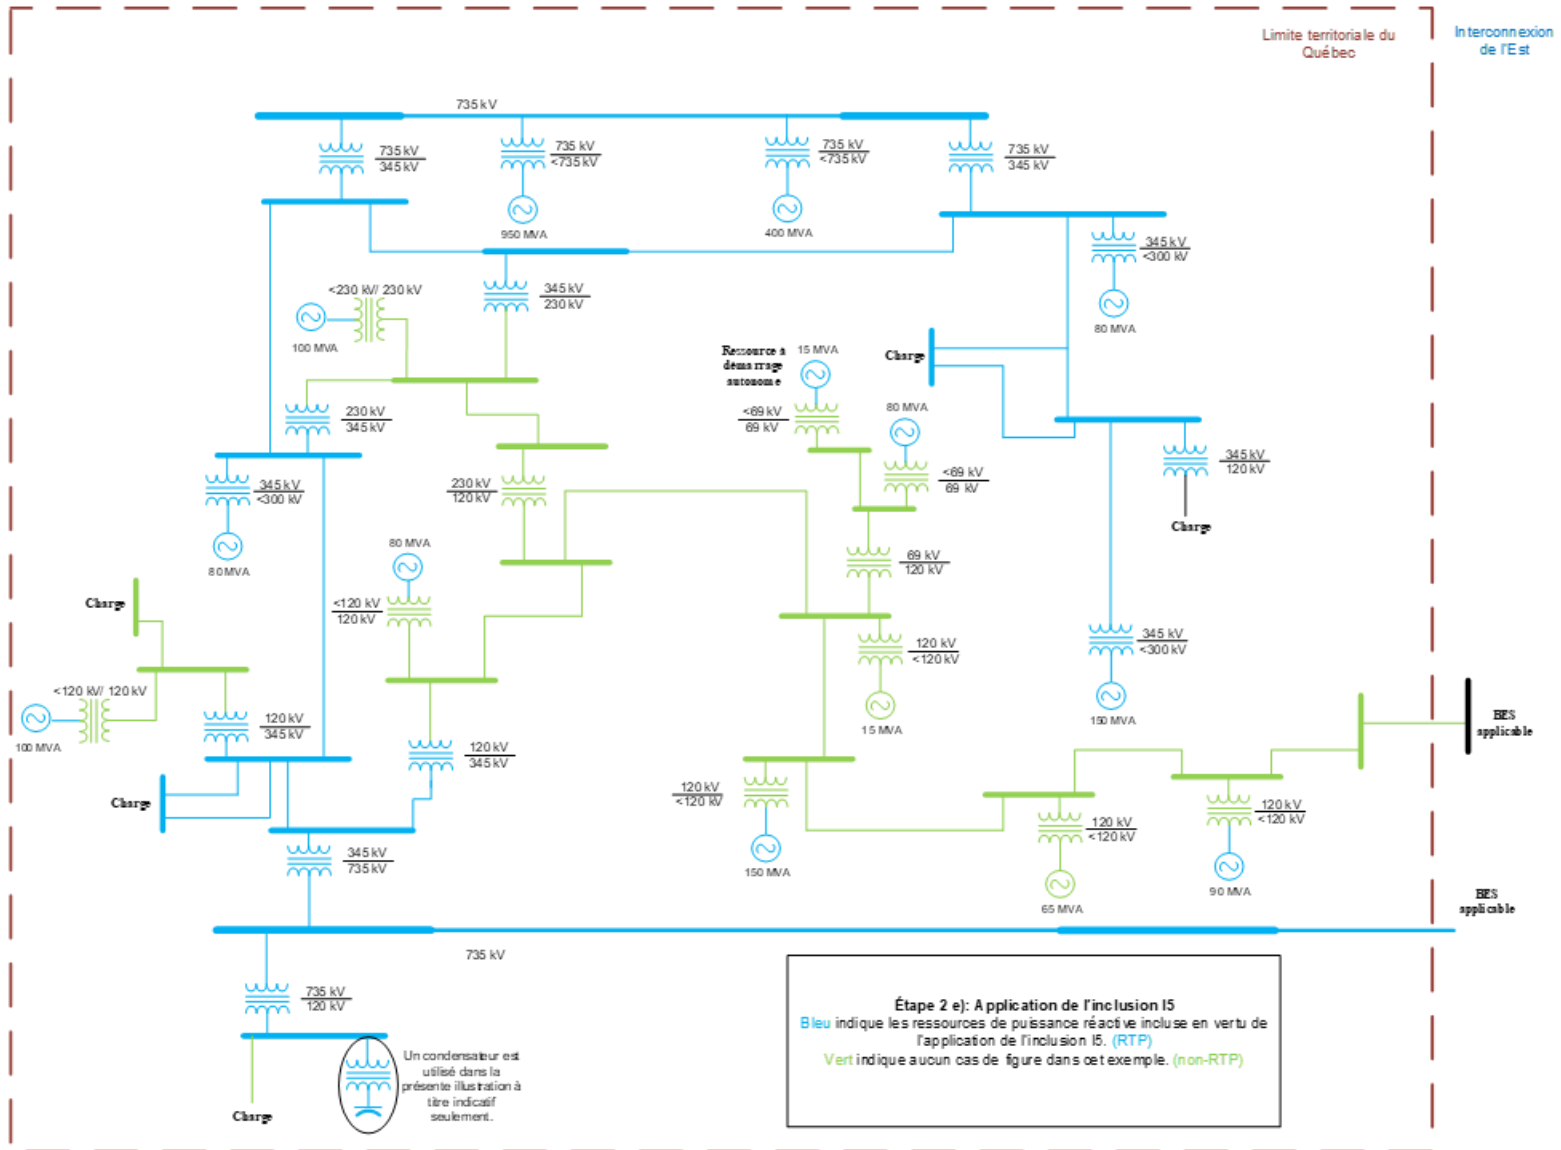 Limite territoriale du
Québec
Interconnexion
de l'Est
735 kV
735 kV
345 kV
735 kV
<735 kV
735 kV
<735 kV
735 kV
345 kV
950 MVA
400 MVA
345 kV
<300 kV
80 MVA
<230 kV/ 230 kV
345 kV
230 kV
100 MVA
Ressource à
démarrage
autonome
15 MVA
Charge
<69 kV
69 kV
80 MVA
230 kV
345 kV
<69 kV
69 kV
345 kV
120 kV
Charge
345 kV
<300 kV
230 kV
120 kV
80 MVA
80 MVA
69 kV
120 kV
Charge
<120 kV
120 kV
120 kV
<120 kV
345 kV
<300 kV
<120 kV/ 120 kV
100 MVA
120 kV
345 kV
15 MVA
150 MVA
BES
applicable
120 kV
345 kV
Charge
120 kV
<120 kV
120 kV
<120 kV
120 kV
<120 kV
345 kV
735 kV
150 MVA
65 MVA
90 MVA
BES
applicable
735 kV
735 kV
120 kV
Un condensateur est
utilisé dans la
présente illustration à
titre indicatif
seulement.
Charge
Étape 2 e): Application de l'inclusion I5
Bleu indique les ressources de puissance réactive incluse en vertu de
l'application de l'inclusion I5. (RTP)
Vert indique aucun cas de figure dans cet exemple. (non-RTP)